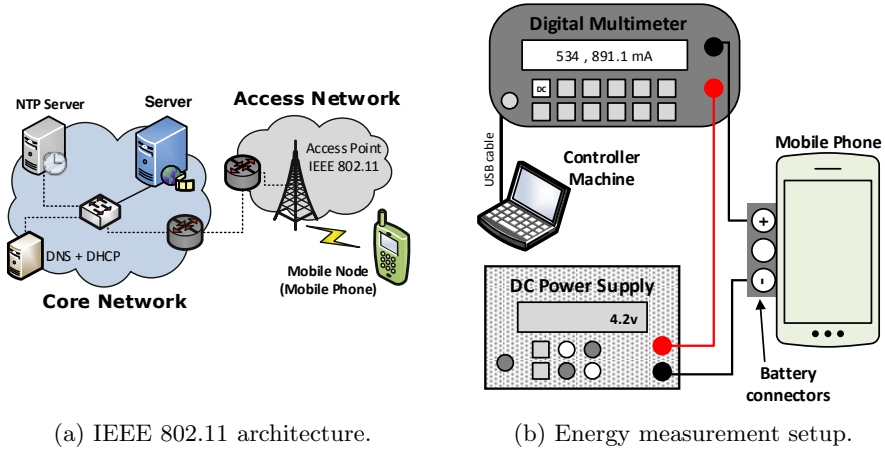 NTP Server
Server
Access Network
Access Point
IEEE 802.11
DNS + DHCP
Core Network
Mobile Node
(Mobile Phone)
(a) IEEE 802.11 architecture.
Digital Multimeter
534 , 891.1 mA
DC
USB cable
Controller
Machine
Mobile Phone
+
-
DC Power Supply
4.2v
Battery
connectors
(b) Energy measurement setup.